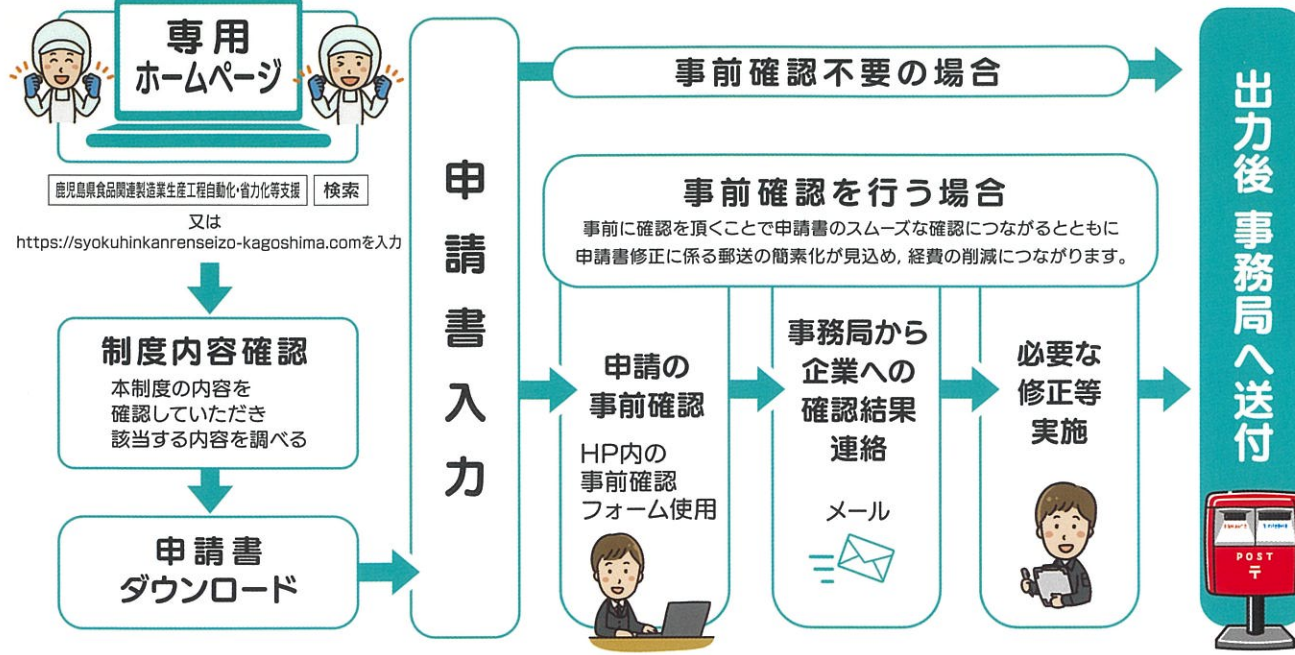 専用
ホームページ
鹿児島県食品関連製造業生産工程自動化・省力化等支援 検索
又は
https://syokuhinkanrenseizo-kagoshima.comを入力
制度内容確認
本制度の内容を
確認していただき
該当する内容を調べる
申請書
ダウンロード
申請書入力
事前確認不要の場合
事前確認を行う場合
事前に確認を頂くことで申請書のスムーズな確認につながるとともに
申請書修正に係る郵送の簡素化が見込め，経費の削減につながります。
申請の
事前確認
HP内の
事前確認
フォーム使用
事務局から
企業への
確認結果
連絡
メール
必要な
修正等
実施
出力後 事務局へ送付
POST
〒